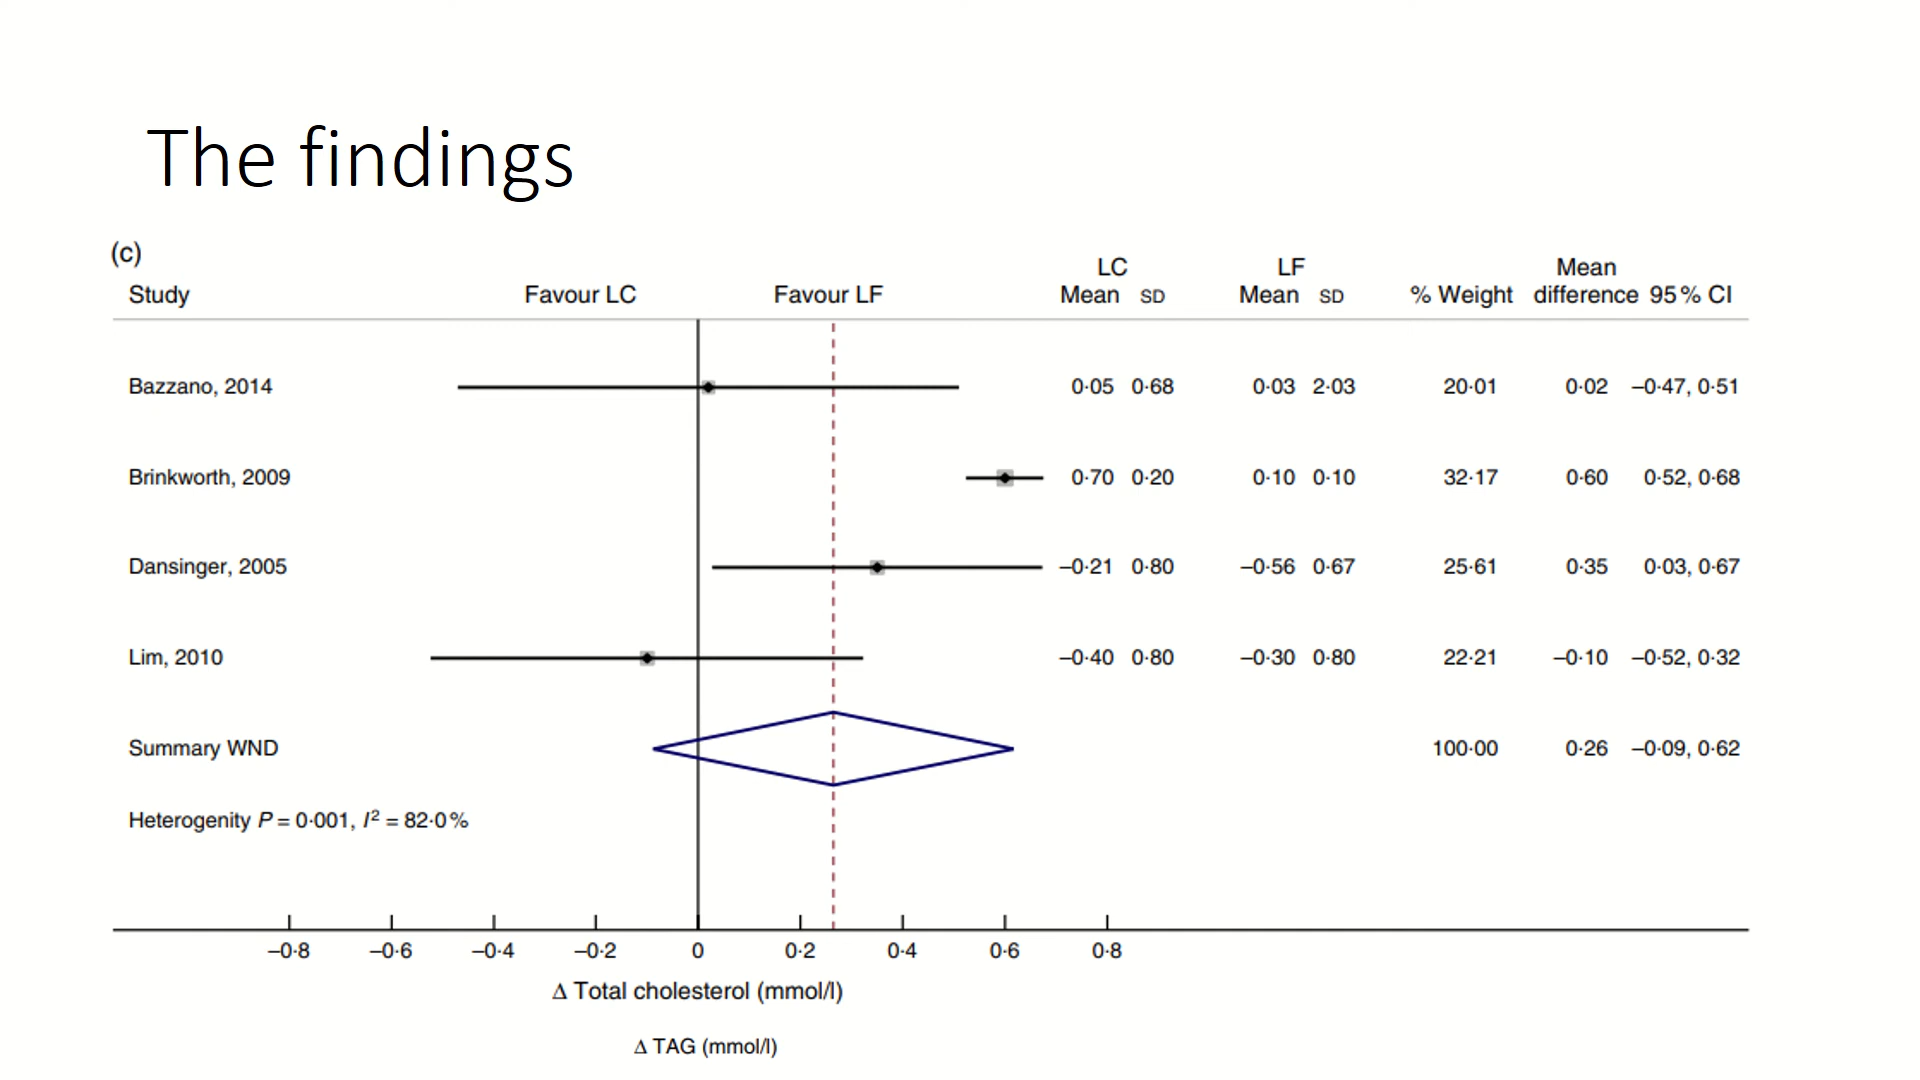 The findings
(c)
LC LF Mean
Study Favour LC Favour LF Mean SD Mean SD % Weight difference 95 % CI
Bazzano, 2014 0·05 0·68 0·03 2·03 20·01 0·02 –0·47, 0·51
Brinkworth, 2009 0·70 0·20 0·10 0·10 32·17 0·60 0·52, 0·68
Dansinger, 2005 –0·21 0·80 –0·56 0·67 25·61 0·35 0·03, 0·67
Lim, 2010 –0·40 0·80 –0·30 0·80 22·21 –0·10 –0·52, 0·32
Summary WND 100·00 0·26 –0·09, 0·62
Heterogenity P = 0·001, I² = 82·0 %
–0·8 –0·6 –0·4 –0·2 0 0·2 0·4 0·6 0·8
Δ Total cholesterol (mmol/l)
Δ TAG (mmol/l)